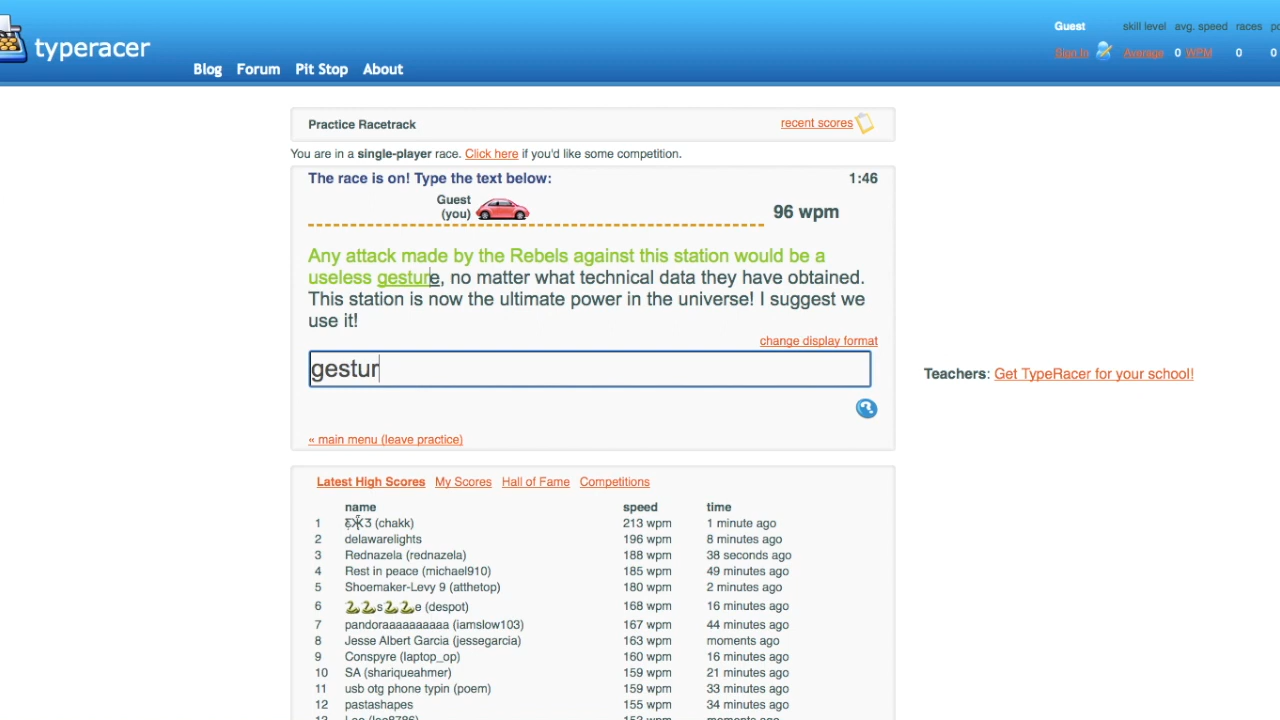 Guest skill level avg. speed races
typeracer
Sign In Average 0 WPM 0 0
Blog Forum Pit Stop About
Practice Racetrack recent scores
You are in a single-player race. Click here if you'd like some competition.
The race is on! Type the text below: 1:46
Guest
(you) 96 wpm
Any attack made by the Rebels against this station would be a
useless gesture, no matter what technical data they have obtained.
This station is now the ultimate power in the universe! I suggest we
use it!
change display format
gestur
Teachers: Get TypeRacer for your school!
« main menu (leave practice)
Latest High Scores My Scores Hall of Fame Competitions
name speed time
1 (chakk) 213 wpm 1 minute ago
2 delawarelights 196 wpm 8 minutes ago
3 Rednazela (rednazela) 188 wpm 38 seconds ago
4 Rest in peace (michael910) 185 wpm 49 minutes ago
5 Shoemaker-Levy 9 (atthetop) 180 wpm 2 minutes ago
6 🐍🐍s🐍🐍e (despot) 168 wpm 16 minutes ago
7 pandoraaaaaaaaaa (iamslow103) 167 wpm 44 minutes ago
8 Jesse Albert Garcia (jessegarcia) 163 wpm moments ago
9 Conspyre (laptop_op) 160 wpm 16 minutes ago
10 SA (shariqueahmer) 159 wpm 21 minutes ago
11 usb otg phone typin (poem) 159 wpm 33 minutes ago
12 pastashapes 155 wpm 34 minutes ago